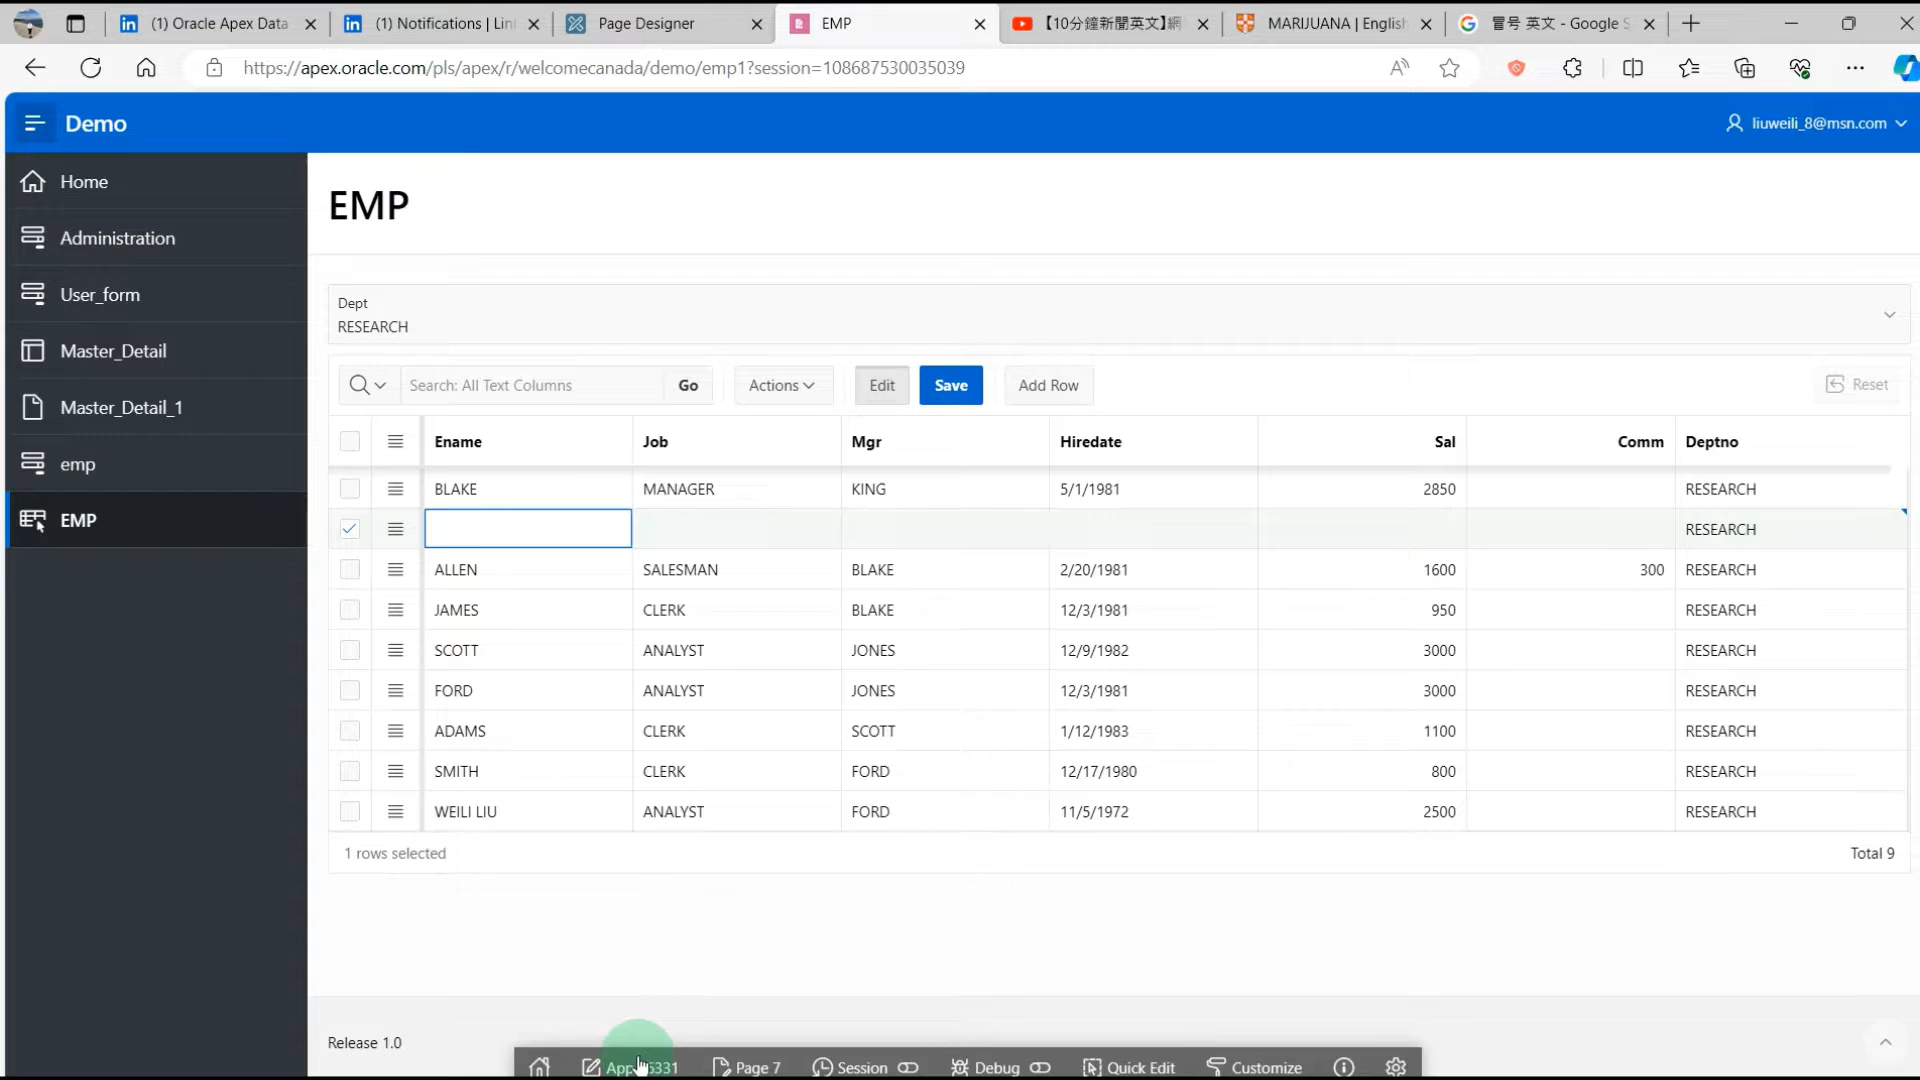 (1) Oracle Apex Data
(1) Notifications | Lin
Page Designer
EMP
【10分鐘新聞英文】網
MARIJUANA | English
冒号 英文 - Google S
https://apex.oracle.com/pls/apex/r/welcomecanada/demo/emp1?session=108687530035039
Demo
liuweili_8@msn.com
Home
Administration
User_form
Master_Detail
Master_Detail_1
emp
EMP
EMP
Dept
RESEARCH
Search: All Text Columns Go Actions Edit Save Add Row Reset
Ename Job Mgr Hiredate Sal Comm Deptno
BLAKE MANAGER KING 5/1/1981 2850 RESEARCH
RESEARCH
ALLEN SALESMAN BLAKE 2/20/1981 1600 300 RESEARCH
JAMES CLERK BLAKE 12/3/1981 950 RESEARCH
SCOTT ANALYST JONES 12/9/1982 3000 RESEARCH
FORD ANALYST JONES 12/3/1981 3000 RESEARCH
ADAMS CLERK SCOTT 1/12/1983 1100 RESEARCH
SMITH CLERK FORD 12/17/1980 800 RESEARCH
WEILI LIU ANALYST FORD 11/5/1972 2500 RESEARCH
1 rows selected Total 9
Release 1.0
App Page 7 Session Debug Quick Edit Customize